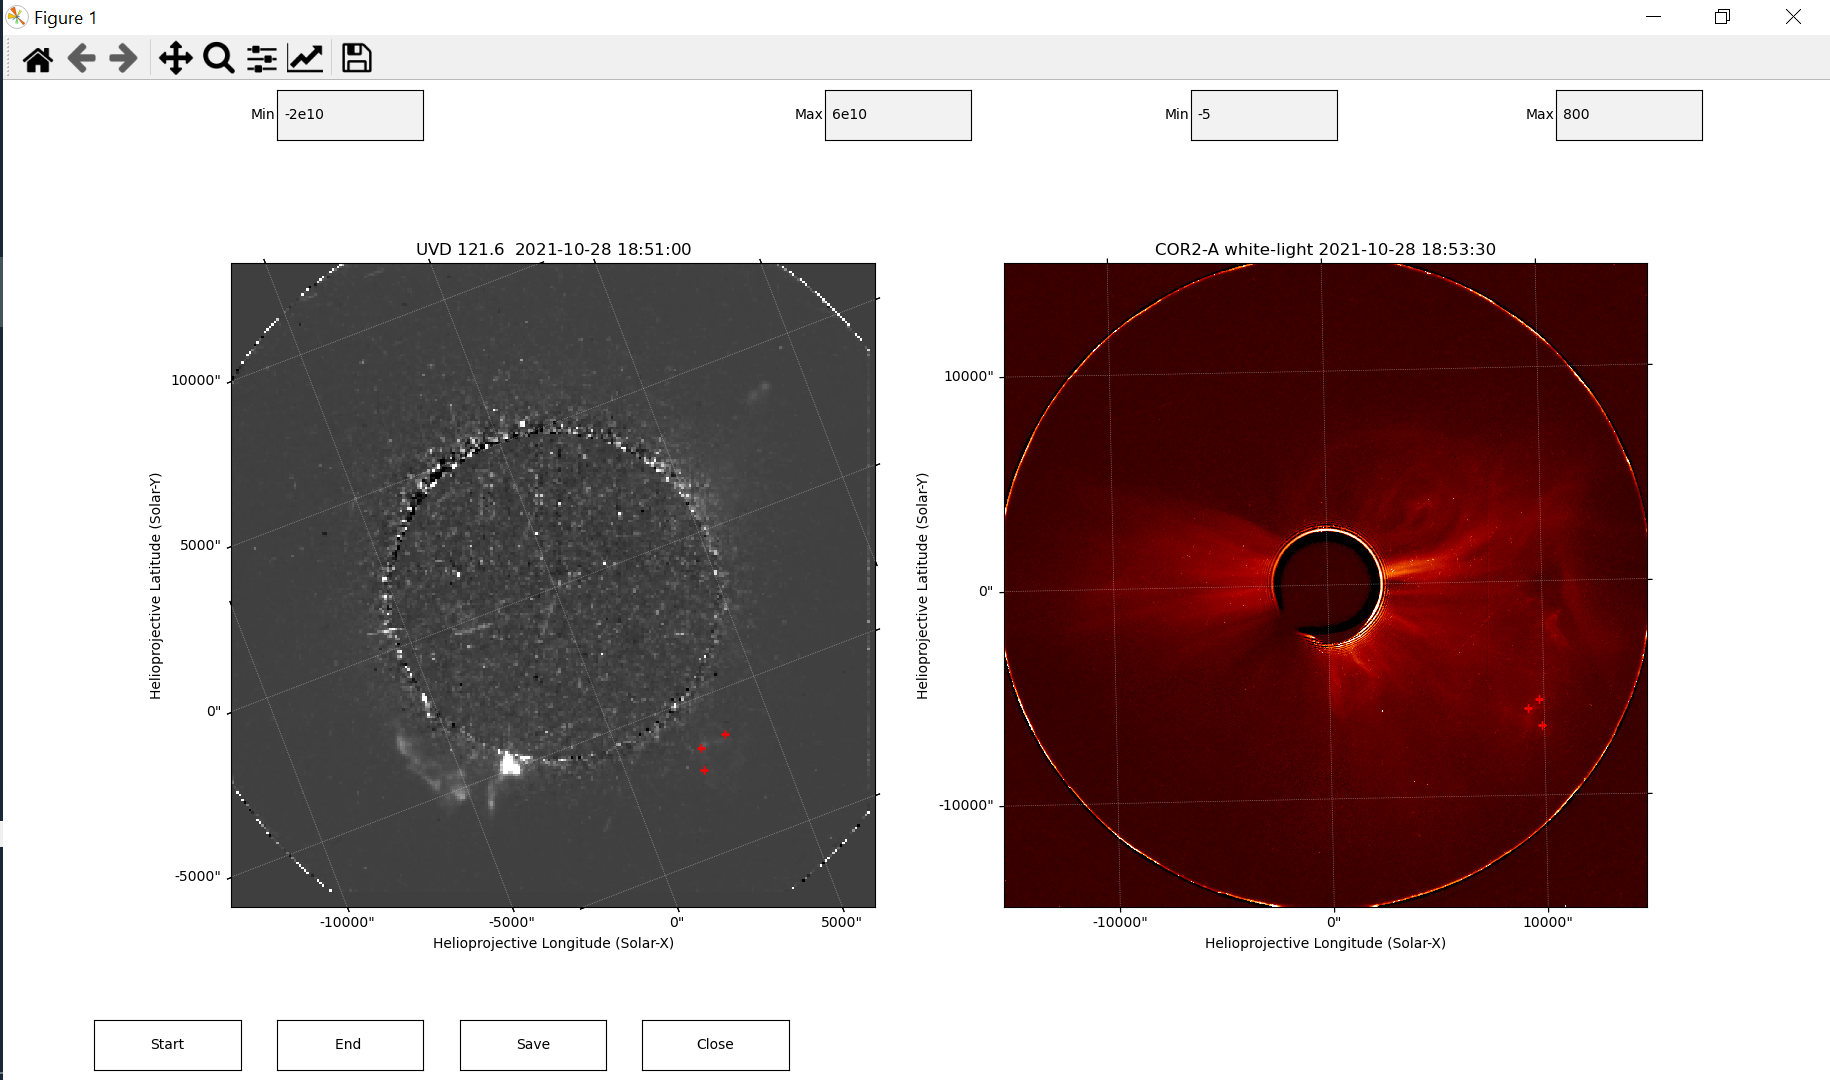 Figure 1
Min -2e10 Max 6e10 Min -5 Max 800
UVD 121.6  2021-10-28 18:51:00
10000"
5000"
0"
-5000"
Helioprojective Latitude (Solar-Y)
-10000" -5000" 0" 5000"
Helioprojective Longitude (Solar-X)
COR2-A white-light 2021-10-28 18:53:30
10000"
0"
-10000"
Helioprojective Latitude (Solar-Y)
-10000" 0" 10000"
Helioprojective Longitude (Solar-X)
Start End Save Close